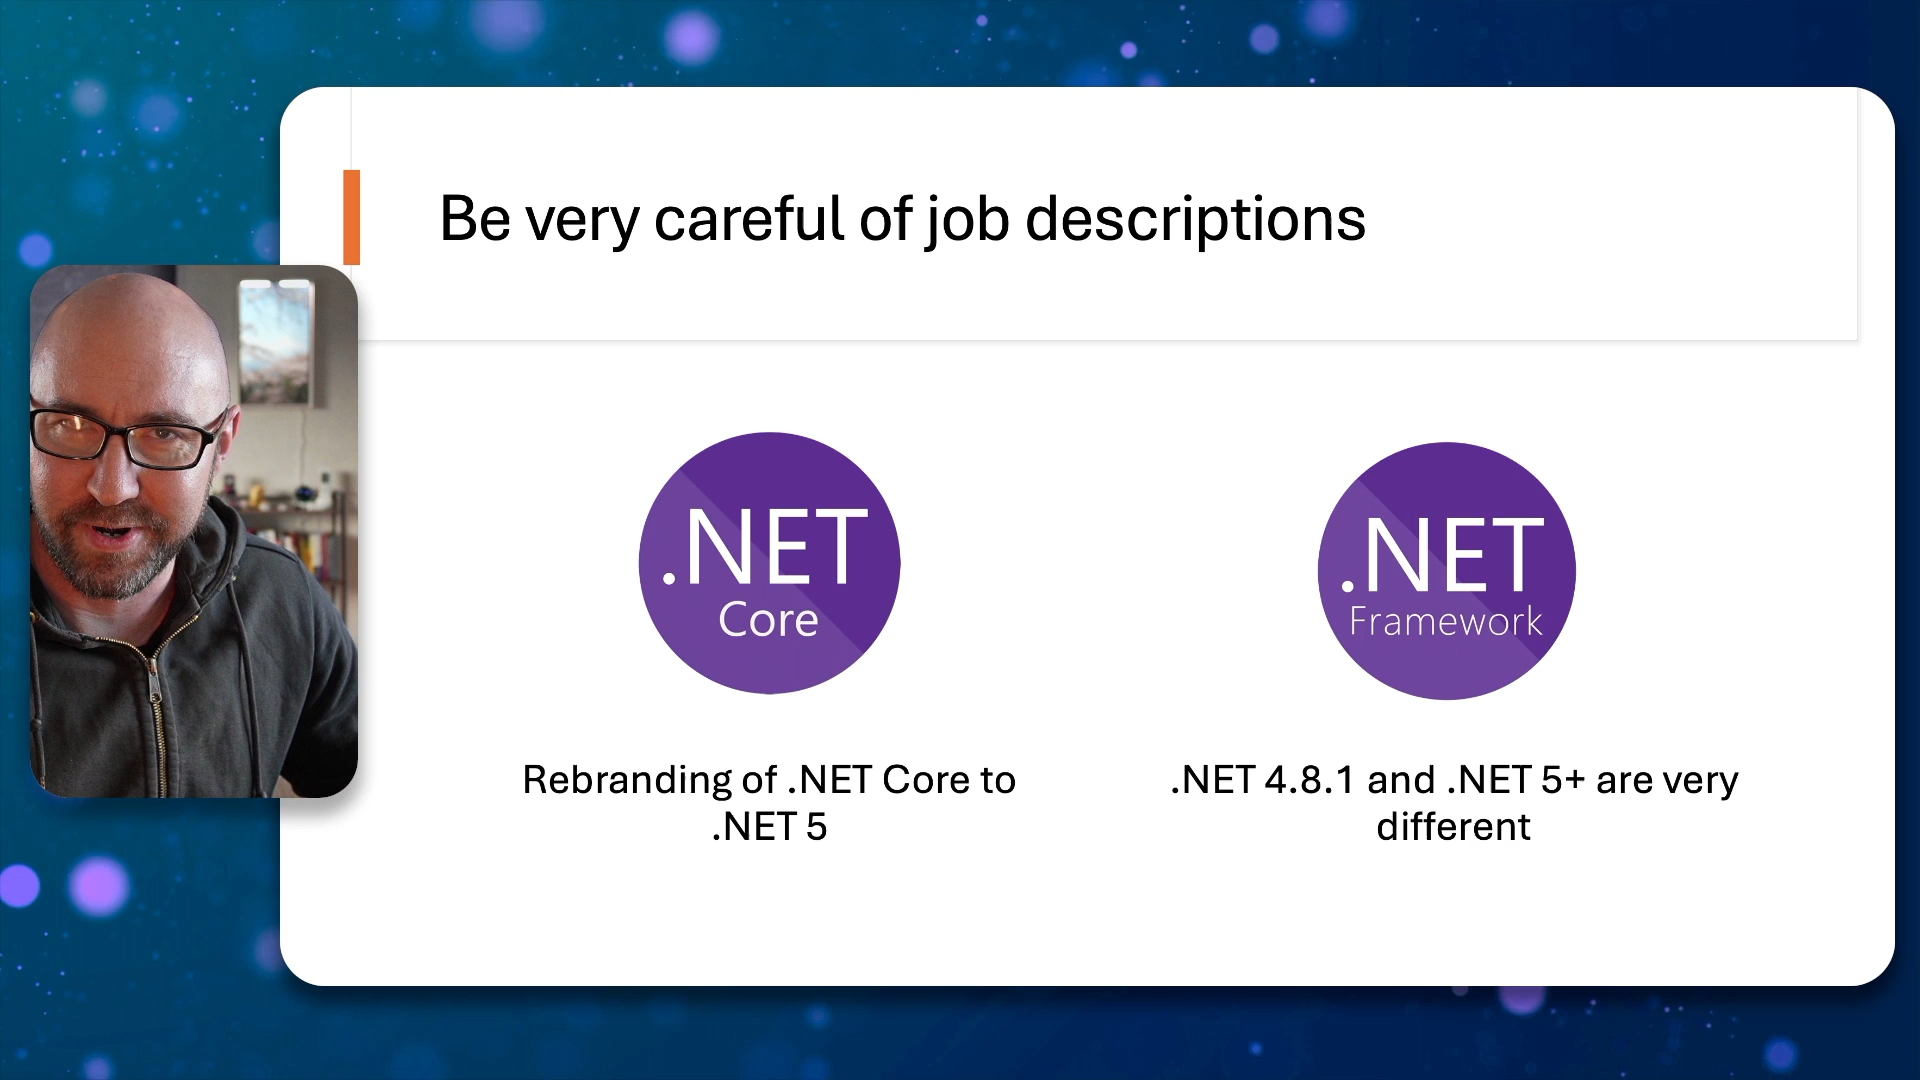 Be very careful of job descriptions
.NET
Core
.NET
Framework
Rebranding of .NET Core to
.NET 5
.NET 4.8.1 and .NET 5+ are very
different